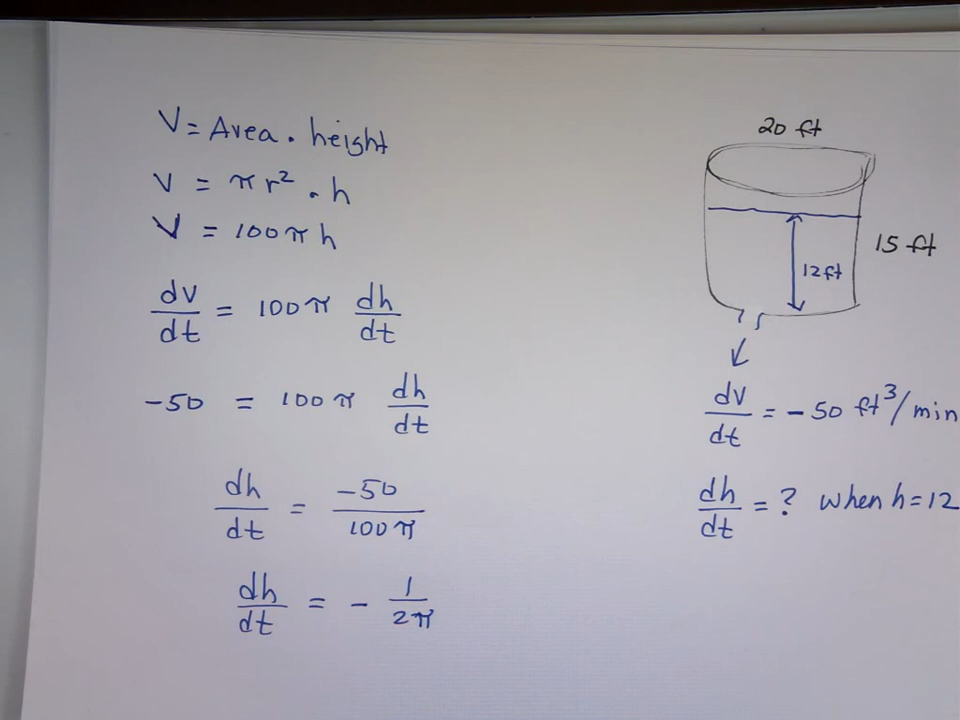 V = Area . height
V = πr² . h
V = 100πh
dv/dt = 100π dh/dt
-50 = 100π dh/dt
dh/dt = -50/100π
dh/dt = - 1/2π
20 ft
15 ft
12 ft
dv/dt = -50 ft³/min
dh/dt = ? when h=12